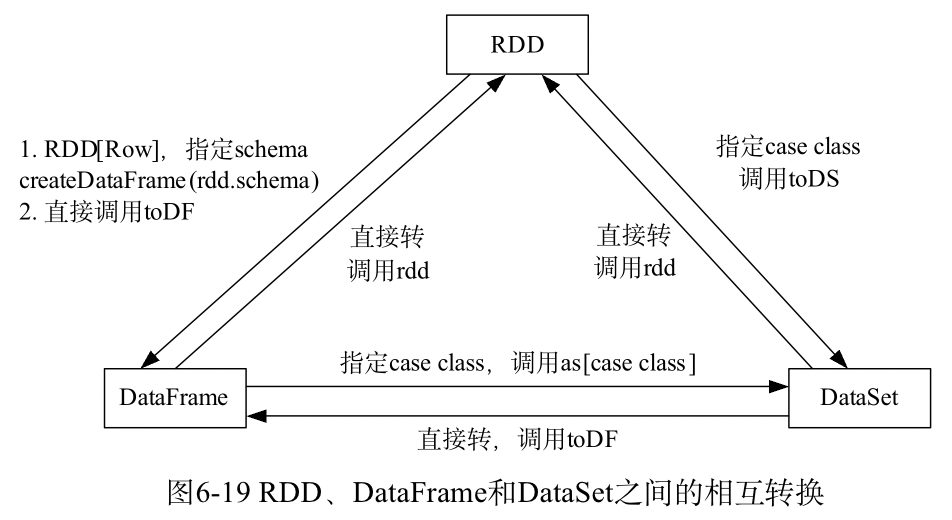 RDD
1. RDD[Row]，指定schema
createDataFrame(rdd.schema)
2. 直接调用toDF
指定case class
调用toDS
直接转
调用rdd
直接转
调用rdd
指定case class，调用as[case class]
DataFrame
DataSet
直接转，调用toDF
图6-19 RDD、DataFrame和DataSet之间的相互转换